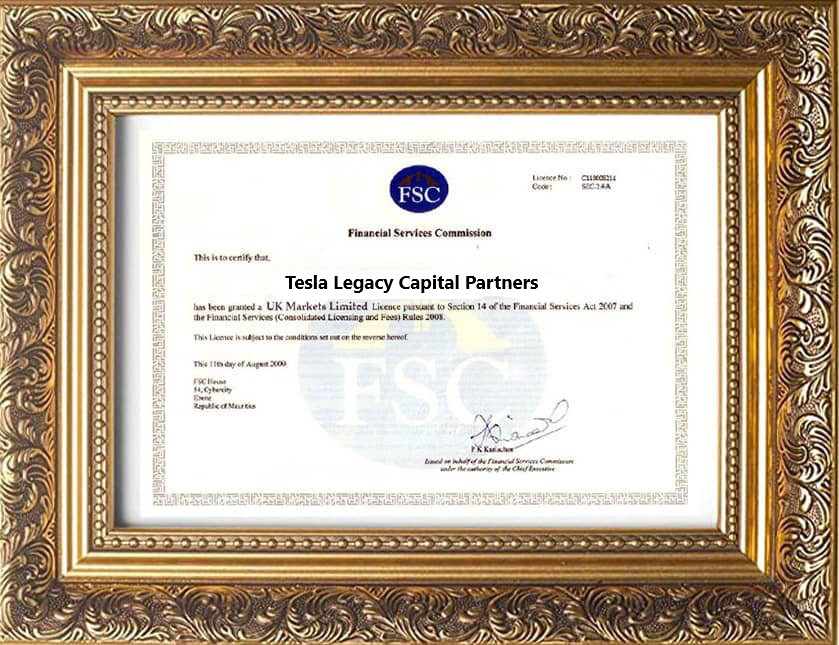 FSC
Licence No : C118008214
Code : SEC-2.4A
Financial Services Commission
This is to certify that,
Tesla Legacy Capital Partners
has been granted a UK Markets Limited Licence pursuant to Section 14 of the Financial Services Act 2007 and
the Financial Services (Consolidated Licensing and Fees) Rules 2008.
This Licence is subject to the conditions set out on the reverse hereof.
This 11th day of August 2009
FSC House
54, Cybercity
Ebene
Republic of Mauritius
FSC
Issued on behalf of the Financial Services Commission
under the authority of the Chief Executive